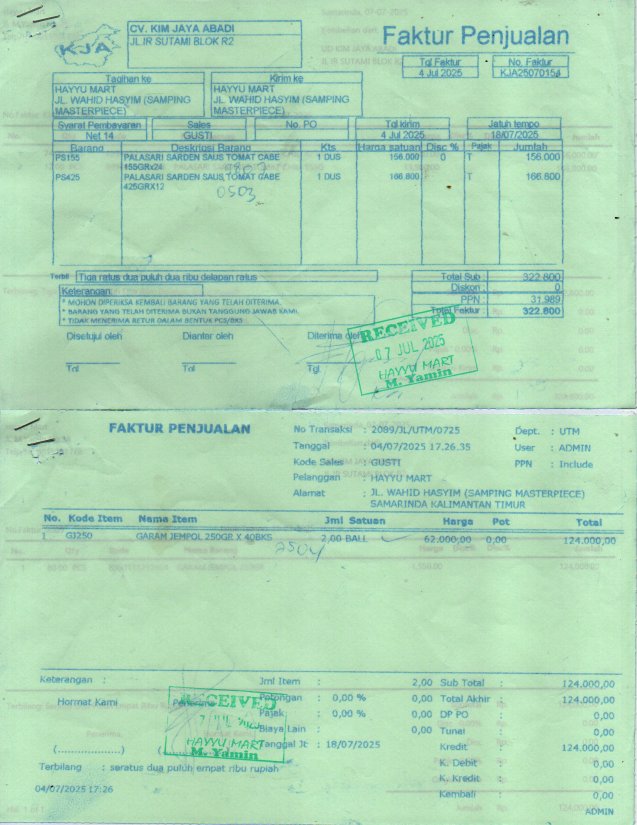 KJA
CV. KIM JAYA ABADI
JL IR SUTAMI BLOK R2
Faktur Penjualan
Tgl Faktur No. Faktur
4 Jul 2025 KJA2507015
Tagihan ke Kirim ke
HAYYU MART HAYYU MART
JL. WAHID HASYIM (SAMPING JL. WAHID HASYIM (SAMPING
MASTERPIECE) MASTERPIECE)
Syarat Pembayaran Sales No. PO Tgl kirim Jatuh tempo
Net 14 GUSTI 4 Jul 2025 18/07/2025
Barang Deskripsi Barang Kts Harga satuan Disc % Pajak Jumlah
PS155 PALASARI SARDEN SAUS TOMAT CABE 1 DUS 156.000 0 T 156.000
155GRx24
PS425 PALASARI SARDEN SAUS TOMAT CABE 1 DUS 166.800 T 166.800
425GRX12 0503
Terbil Tiga ratus dua puluh dua ribu delapan ratus
Total Sub : 322.800
Diskon : 0
PPN : 31.989
Total Faktur : 322.800
Keterangan:
* MOHON DIPERIKSA KEMBALI BARANG YANG TELAH DITERIMA.
* BARANG YANG TELAH DITERIMA BUKAN TANGGUNG JAWAB KAMI.
* TIDAK MENERIMA RETUR DALAM BENTUK PCS/BKS
Disetujui oleh Diantar oleh Diterima oleh
Tgl Tgl Tgl
RECEIVED
07 JUL 2025
HAYYU MART
M. Yamin
FAKTUR PENJUALAN
No Transaksi : 2089/JL/UTM/0725 Dept. : UTM
Tanggal : 04/07/2025 17.26.35 User : ADMIN
Kode Sales : GUSTI PPN : Include
Pelanggan : HAYYU MART
Alamat : JL. WAHID HASYIM (SAMPING MASTERPIECE)
SAMARINDA KALIMANTAN TIMUR
No. Kode Item Nama Item Jml Satuan Harga Pot Total
1 GJ250 GARAM JEMPOL 250GR X 40BKS 2,00 BALL 62.000,00 0,00 124.000,00
2504
Keterangan : Jml Item : 2,00 Sub Total : 124.000,00
Hormat Kami Penerima Potongan : 0,00 % 0,00 Total Akhir : 124.000,00
Pajak : 0,00 % 0,00 DP PO : 0,00
Biaya Lain : 0,00 Tunai : 0,00
Tanggal Jt : 18/07/2025 Kredit : 124.000,00
(...................) (
K. Debit : 0,00
K. Kredit : 0,00
Kembali : 0,00
RECEIVED
HAYYU MART
M. Yamin
Terbilang : seratus dua puluh empat ribu rupiah
04/07/2025 17:26
ADMIN